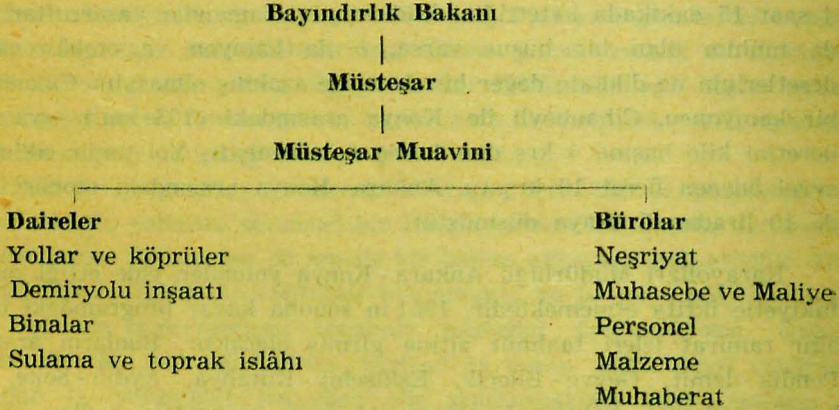 Bayındırlık Bakanı
Müsteşar
Müsteşar Muavini
Daireler
Yollar ve köprüler
Demiryolu inşaatı
Binalar
Sulama ve toprak islâhı
Bürolar
Neşriyat
Muhasebe ve Maliye
Personel
Malzeme
Muhaberat